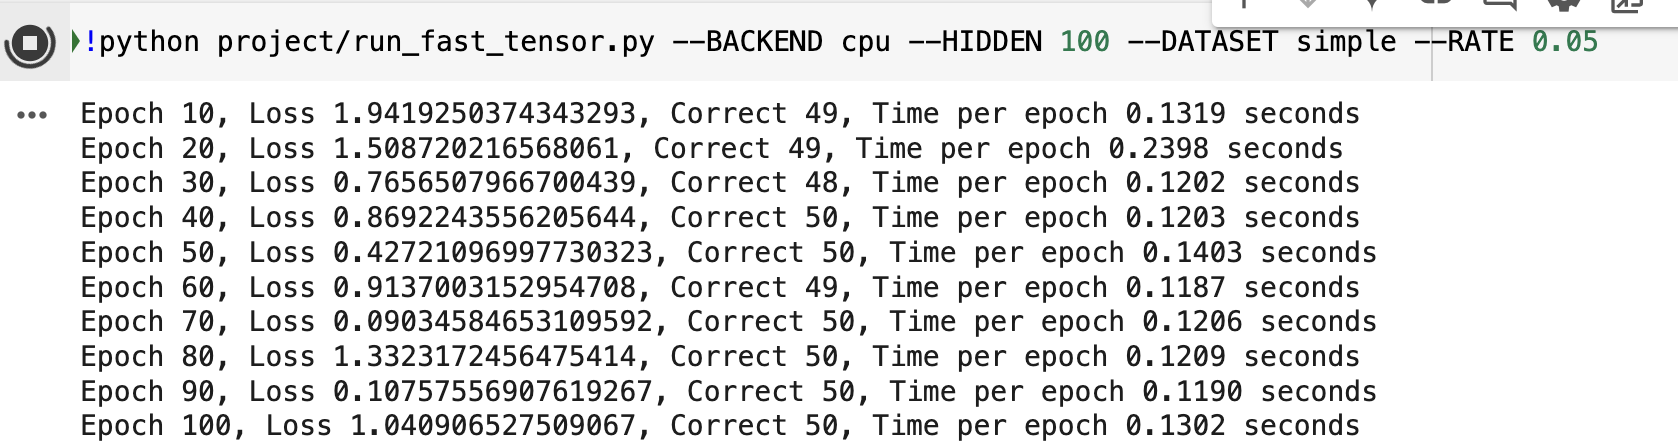 !python project/run_fast_tensor.py --BACKEND cpu --HIDDEN 100 --DATASET simple --RATE 0.05
Epoch 10, Loss 1.9419250374343293, Correct 49, Time per epoch 0.1319 seconds
Epoch 20, Loss 1.508720216568061, Correct 49, Time per epoch 0.2398 seconds
Epoch 30, Loss 0.7656507966700439, Correct 48, Time per epoch 0.1202 seconds
Epoch 40, Loss 0.8692243556205644, Correct 50, Time per epoch 0.1203 seconds
Epoch 50, Loss 0.42721096997730323, Correct 50, Time per epoch 0.1403 seconds
Epoch 60, Loss 0.9137003152954708, Correct 49, Time per epoch 0.1187 seconds
Epoch 70, Loss 0.09034584653109592, Correct 50, Time per epoch 0.1206 seconds
Epoch 80, Loss 1.3323172456475414, Correct 50, Time per epoch 0.1209 seconds
Epoch 90, Loss 0.10757556907619267, Correct 50, Time per epoch 0.1190 seconds
Epoch 100, Loss 1.040906527509067, Correct 50, Time per epoch 0.1302 seconds